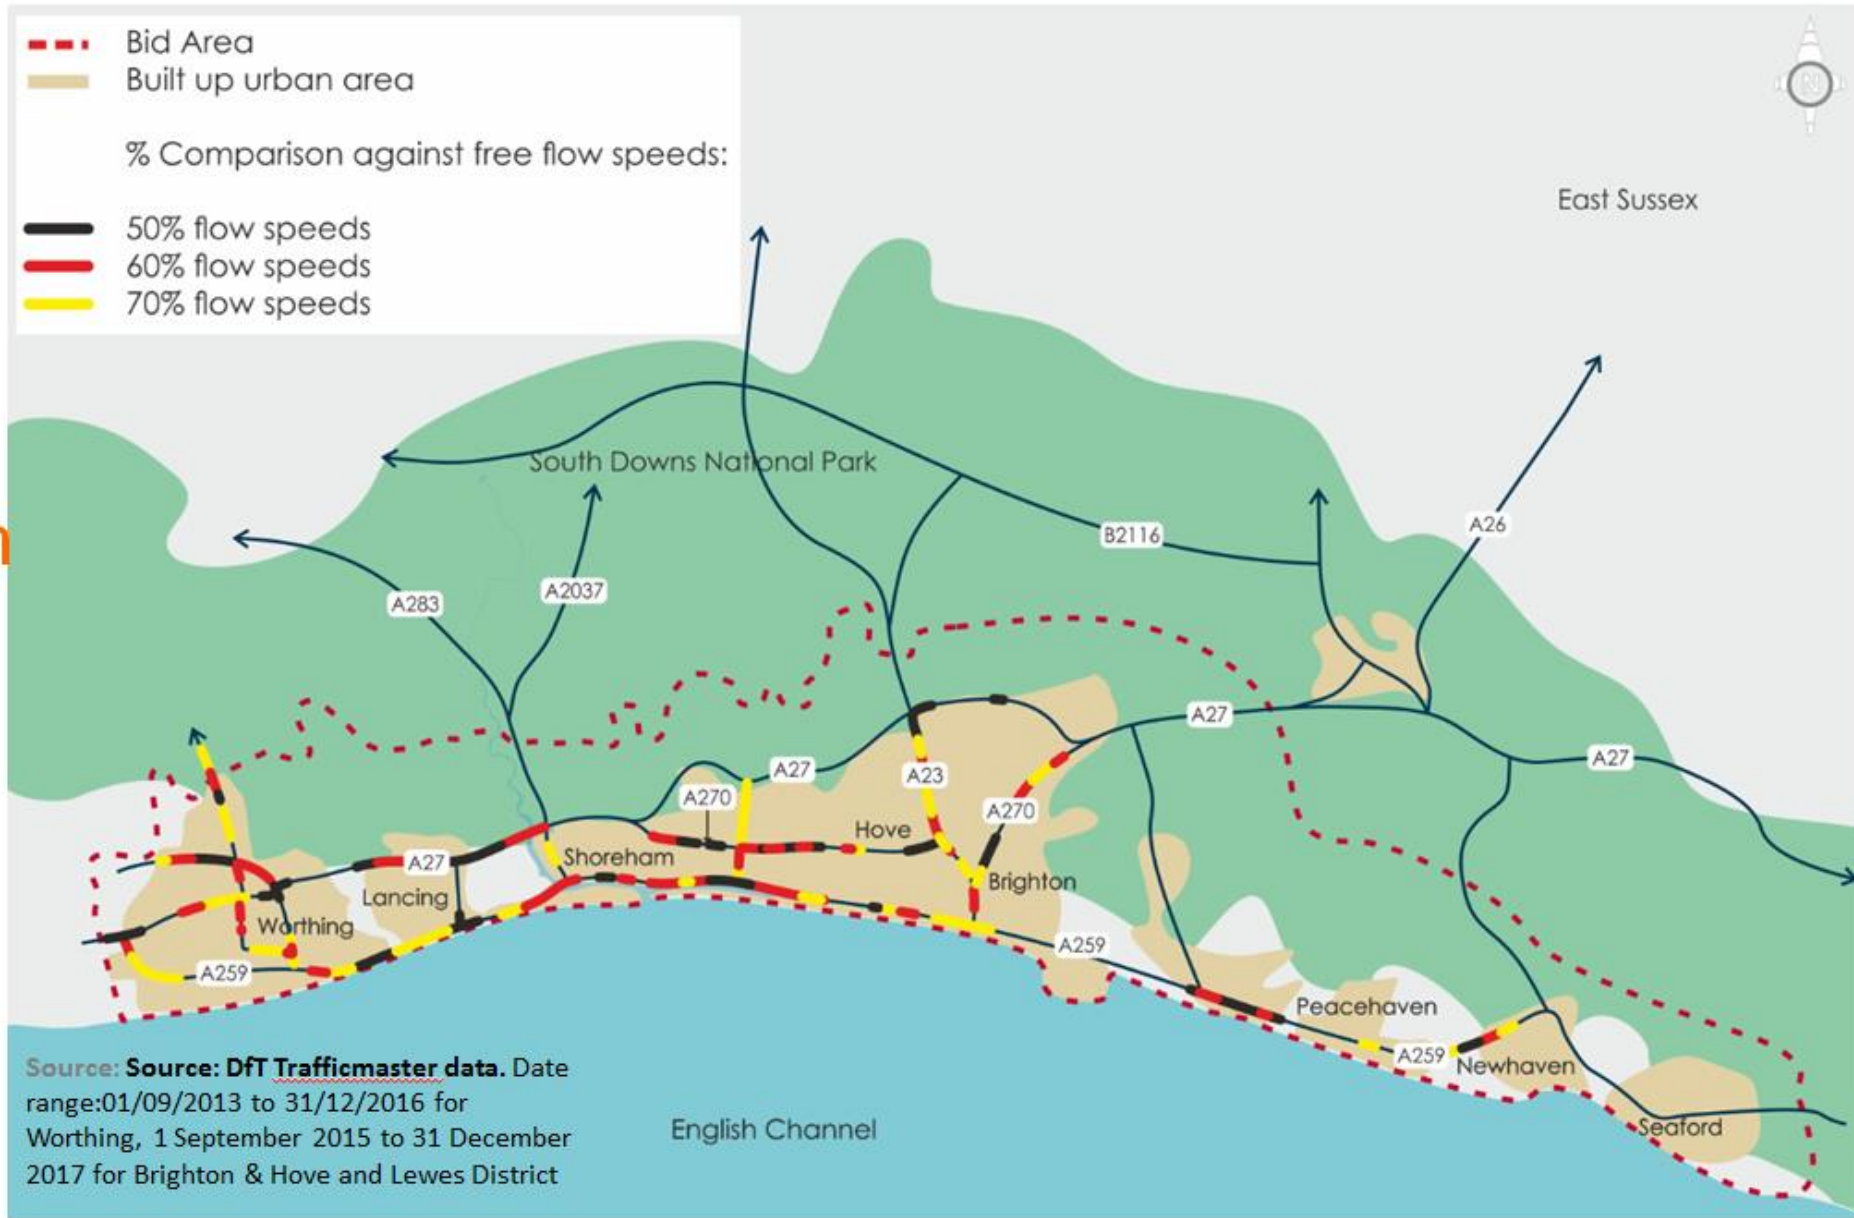 Bid Area
Built up urban area
% Comparison against free flow speeds:
50% flow speeds
60% flow speeds
70% flow speeds
N
East Sussex
South Downs National Park
B2116
A26
A283
A2037
A27
A27
A27
A23
A270
A270
Hove
Shoreham
A27
Lancing
Brighton
Worthing
A259
A259
Peacehaven
A259
Newhaven
Seaford
English Channel
Source: Source: DfT Trafficmaster data. Date
range:01/09/2013 to 31/12/2016 for
Worthing, 1 September 2015 to 31 December
2017 for Brighton & Hove and Lewes District